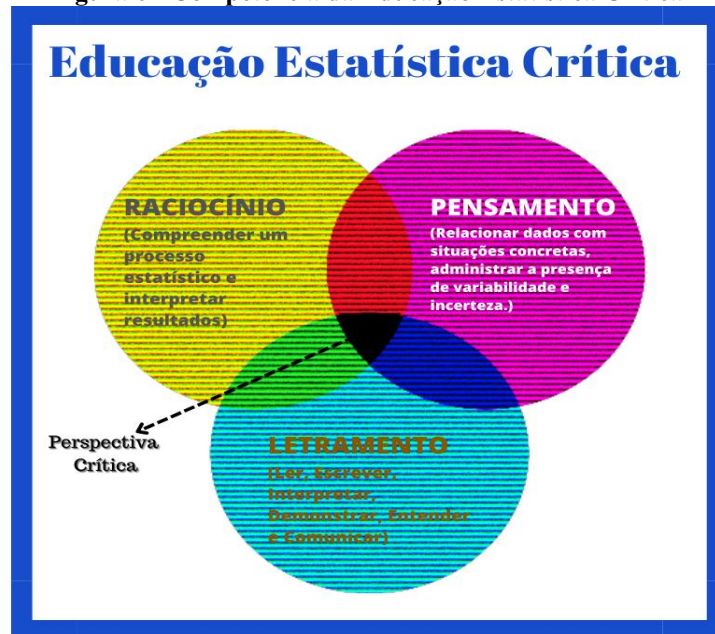 Educação Estatística Crítica
RACIOCÍNIO
(Compreender um
processo
estatístico e
interpretar
resultados)
PENSAMENTO
(Relacionar dados com
situações concretas,
administrar a presença
de variabilidade e
incerteza.)
Perspectiva
Crítica
LETRAMENTO
(Ler, Escrever,
Interpretar,
Demonstrar, Entender
e Comunicar)